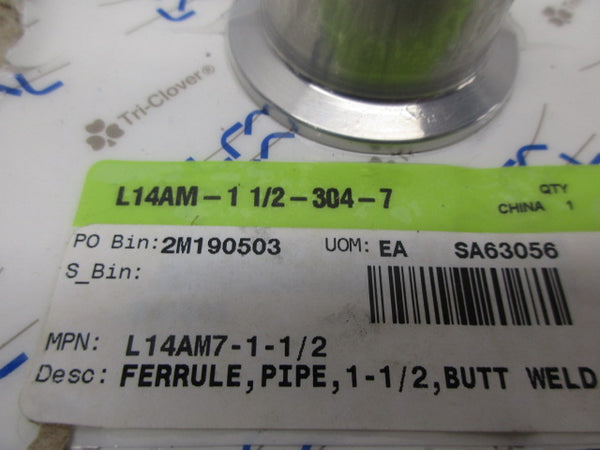 Tri-Clover®
L14AM-1 1/2-304-7
QTY
CHINA 1
PO Bin: 2M190503 UOM: EA SA63056
S_Bin:
MPN: L14AM7-1-1/2
Desc: FERRULE,PIPE,1-1/2,BUTT WELD